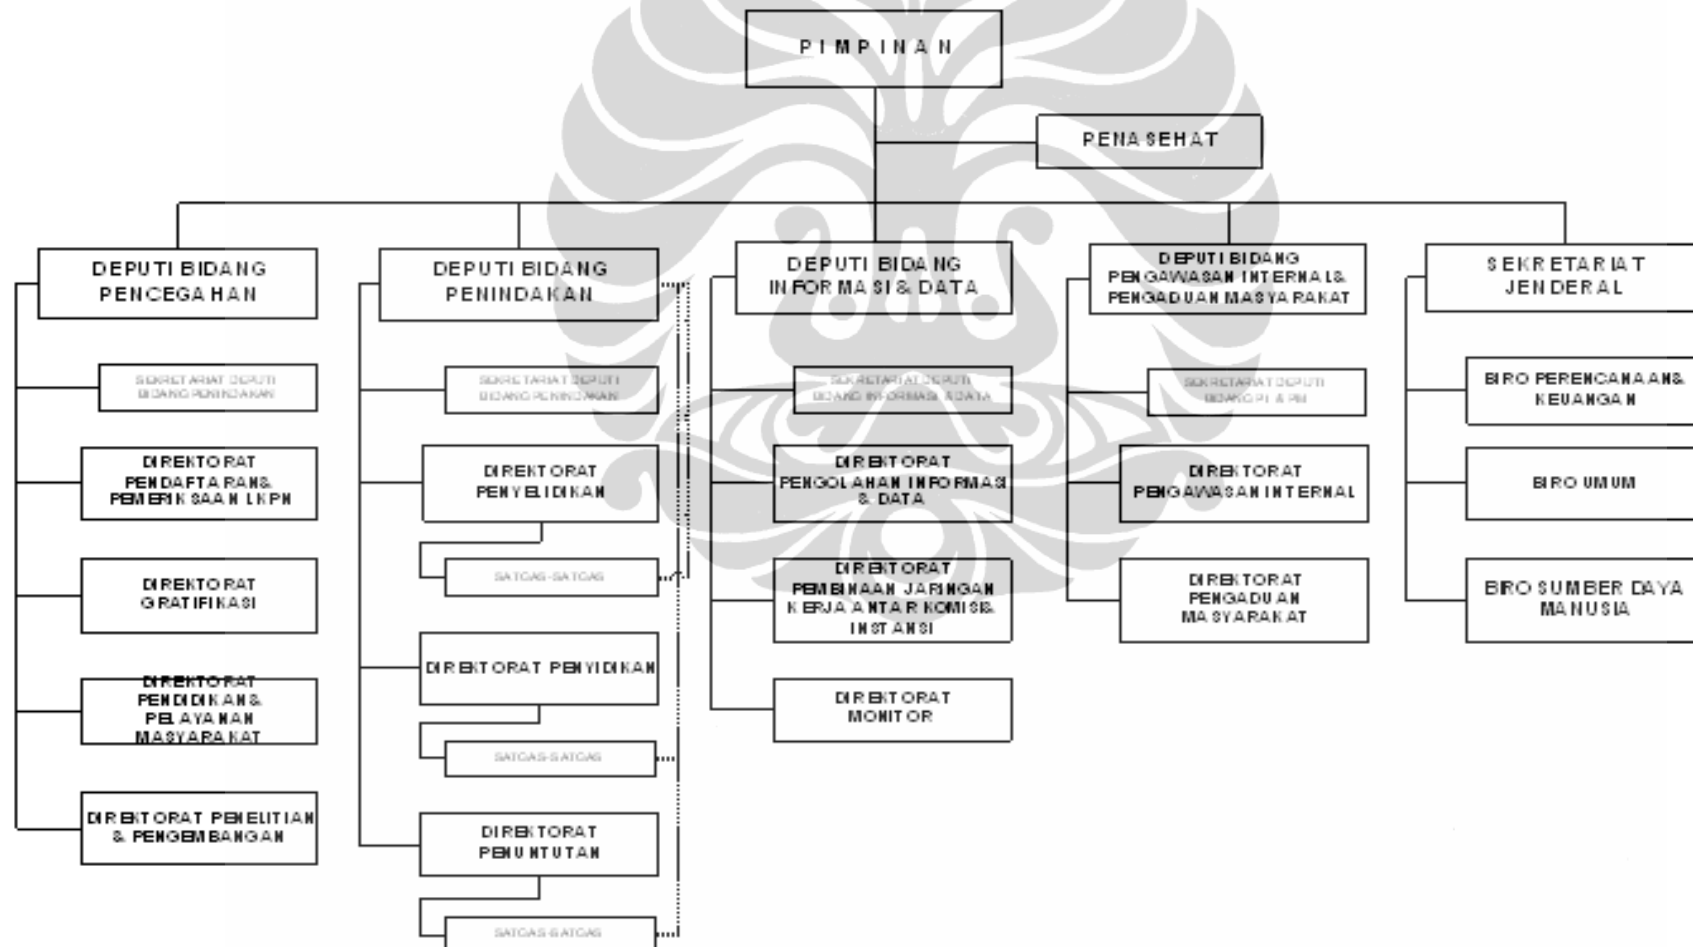 PIMPINAN
PENASEHAT
DEPUTI BIDANG
PENCEGAHAN
SEKRETARIAT DEPUTI
BIDANG PENINDAKAN
DIREKTORAT
PENDAFTARAN&
PEMERIKSAAN LKPN
DIREKTORAT
GRATIFIKASI
DIREKTORAT
PENDIDIKAN&
PELAYANAN
MASYARAKAT
DIREKTORAT PENELITIAN
& PENGEMBANGAN
DEPUTI BIDANG
PENINDAKAN
SEKRETARIAT DEPUTI
BIDANG PENINDAKAN
DIREKTORAT
PENYELIDIKAN
SATGAS-SATGAS
DIREKTORAT PENYIDIKAN
SATGAS-SATGAS
DIREKTORAT
PENUNTUTAN
SATGAS-SATGAS
DEPUTI BIDANG
INFORMASI & DATA
SEKRETARIAT DEPUTI
BIDANG INFORMASI & DATA
DIREKTORAT
PENGOLAHAN INFORMASI
& DATA
DIREKTORAT
PEMBINAAN JARINGAN
KERJA ANTAR KOMISI&
INSTANSI
DIREKTORAT
MONITOR
DEPUTI BIDANG
PENGAWASAN INTERNAL&
PENGADUAN MASYARAKAT
SEKRETARIAT DEPUTI
BIDANG PI & PM
DIREKTORAT
PENGAWASAN INTERNAL
DIREKTORAT
PENGADUAN
MASYARAKAT
SEKRETARIAT
JENDERAL
BIRO PERENCANAAN&
KEUANGAN
BIRO UMUM
BIRO SUMBER DAYA
MANUSIA